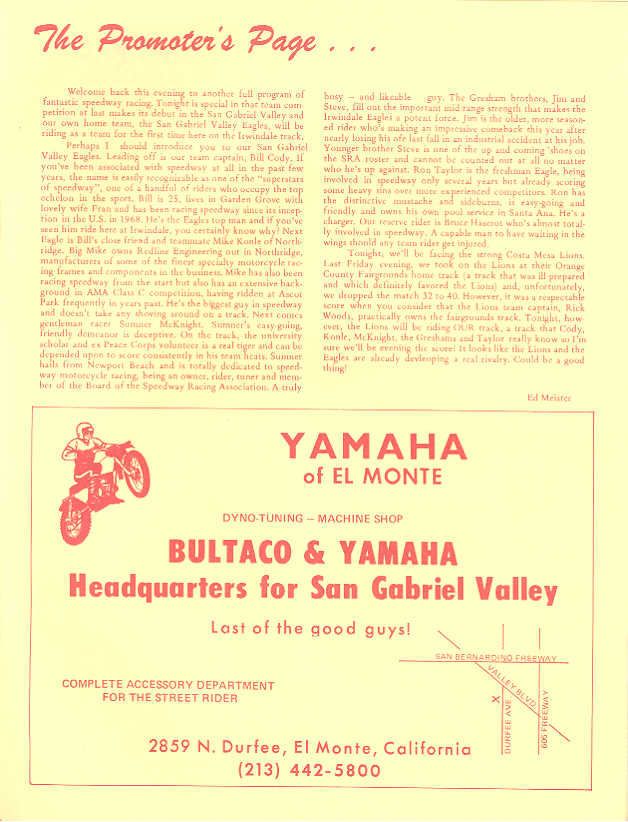 The Promoter's Page . . .
Welcome back this evening to another full program of
fantastic speedway racing. Tonight is special in that team com-
petition at last makes its debut in the San Gabriel Valley and
our own home team, the San Gabriel Valley Eagles, will be
riding as a team for the first time here on the Irwindale track.
Perhaps I should introduce you to our San Gabriel
Valley Eagles. Leading off is our team captain, Bill Cody. If
you've been associated with speedway at all in the past few
years, the name is easily recognizable as one of the "superstars
of speedway", one of a handful of riders who occupy the top
echelon in the sport. Bill is 25, lives in Garden Grove with
lovely wife Fran and has been racing speedway since its incep-
tion in the U.S. in 1968. He's the Eagles top man and if you've
seen him ride here at Irwindale, you certainly know why! Next
Eagle is Bill's close friend and teammate Mike Konle of North-
ridge. Big Mike owns Redline Engineering out in Northridge,
manufacturers of some of the finest specialty motorcycle rac-
ing frames and components in the business. Mike has also been
racing speedway from the start but also has an extensive back-
ground in AMA Class C competition, having ridden at Ascot
Park frequently in years past. He's the biggest guy in speedway
and doesn't take any shoving around on a track. Next comes
gentleman racer Sumner McKnight. Sumner's easy-going,
friendly demeanor is deceptive. On the track, the university
scholar and ex Peace Corps volunteer is a real tiger and can be
depended upon to score consistently in his team heats. Sumner
hails from Newport Beach and is totally dedicated to speed-
way motorcycle racing, being an owner, rider, tuner and mem-
ber of the Board of the Speedway Racing Association. A truly
busy — and likeable guy. The Gresham brothers, Jim and
Steve, fill out the important mid range strength that makes the
Irwindale Eagles a potent force. Jim is the older, more season-
ed rider who's making an impressive comeback this year after
nearly losing his life last fall in an industrial accident at his job.
Younger brother Steve is one of the up and coming 'shoes on
the SRA roster and cannot be counted out at all no matter
who he's up against. Ron Taylor is the freshman Eagle, being
involved in speedway only several years but already scoring
some heavy wins over more experienced competitors. Ron has
the distinctive mustache and sideburns, is easy-going and
friendly and owns his own pool service in Santa Ana. He's a
charger. Our reserve rider is Bruce Haserot who's almost total-
ly involved in speedway. A capable man to have waiting in the
wings should any team rider get injured.
Tonight, we'll be facing the strong Costa Mesa Lions.
Last Friday evening, we took on the Lions at their Orange
County Fairgrounds home track (a track that was ill prepared
and which definitely favored the Lions) and, unfortunately,
we dropped the match 32 to 40. However, it was a respectable
score when you consider that the Lions team captain, Rick
Woods, practically owns the fairgrounds track. Tonight, how-
ever, the Lions will be riding OUR track, a track that Cody,
Konle, McKnight, the Greshams and Taylor really know so I'm
sure we'll be evening the score! It looks like the Lions and the
Eagles are already developing a real rivalry. Could be a good
thing!
Ed Meister
YAMAHA
of EL MONTE
DYNO-TUNING — MACHINE SHOP
BULTACO & YAMAHA
Headquarters for San Gabriel Valley
Last of the good guys!
SAN BERNARDINO FREEWAY
VALLEY BLVD.
X
DURFEE AVE.
605 FREEWAY
COMPLETE ACCESSORY DEPARTMENT
FOR THE STREET RIDER
2859 N. Durfee, El Monte, California
(213) 442-5800